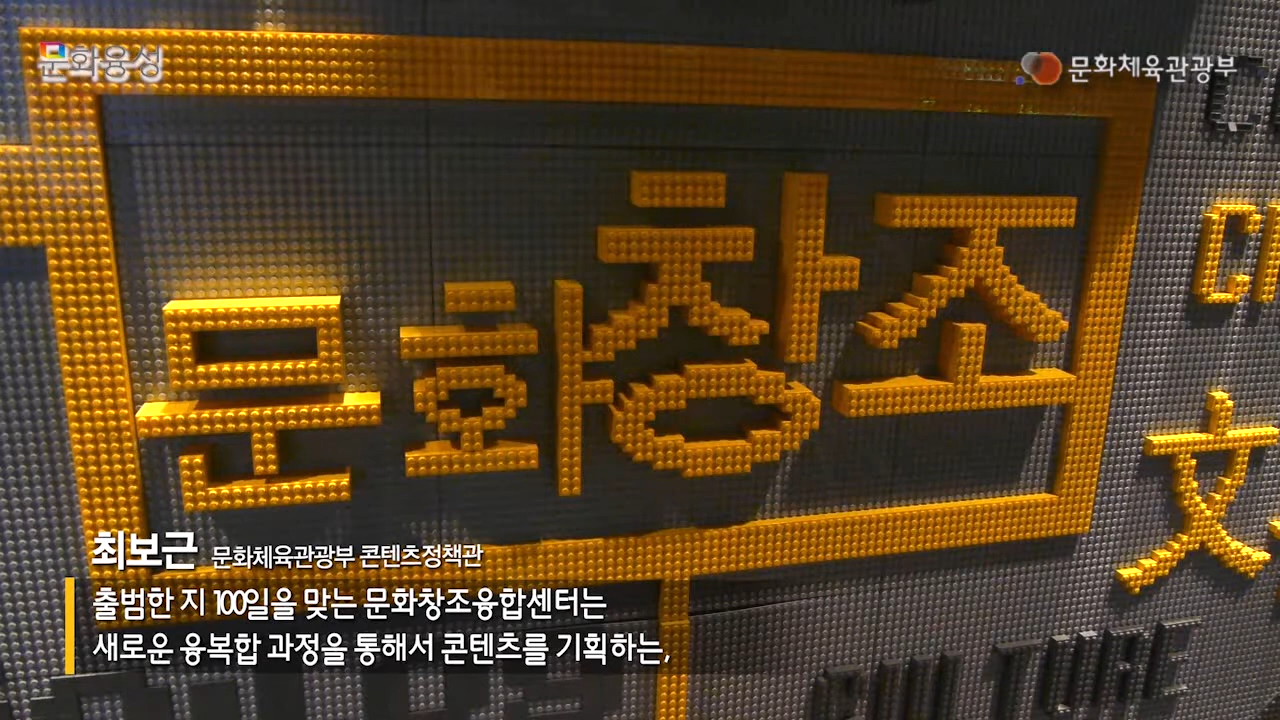 문화융성
문화체육관광부
문화창조
文
최보근 문화체육관광부 콘텐츠정책관
출범한 지 100일을 맞는 문화창조융합센터는
새로운 융복합 과정을 통해서 콘텐츠를 기획하는,